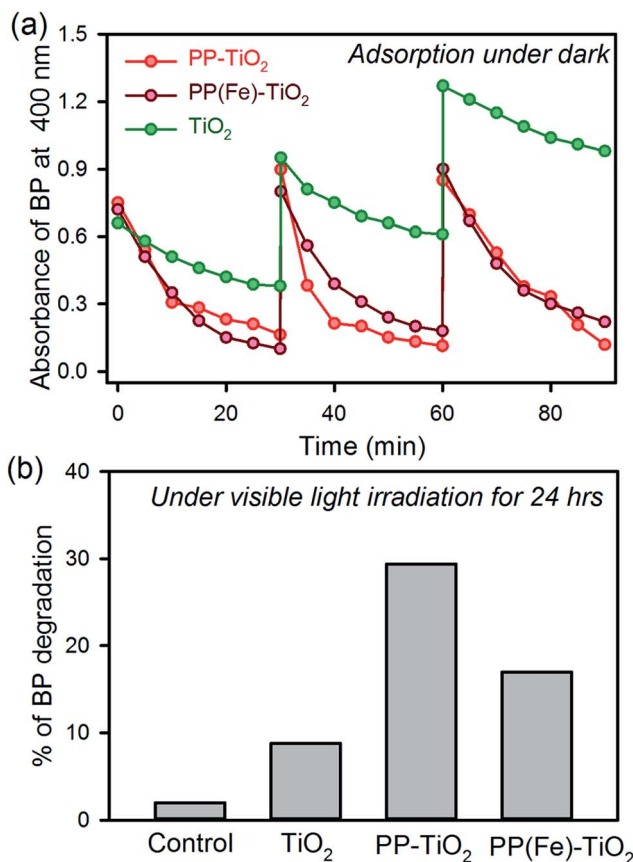 (a)
1.5
Adsorption under dark
PP-TiO₂
PP(Fe)-TiO₂
TiO₂
1.2
0.9
0.6
0.3
0.0
Absorbance of BP at 400 nm
0 20 40 60 80
Time (min)
(b)
40
Under visible light irradiation for 24 hrs
30
20
10
0
% of BP degradation
Control TiO₂ PP-TiO₂ PP(Fe)-TiO₂